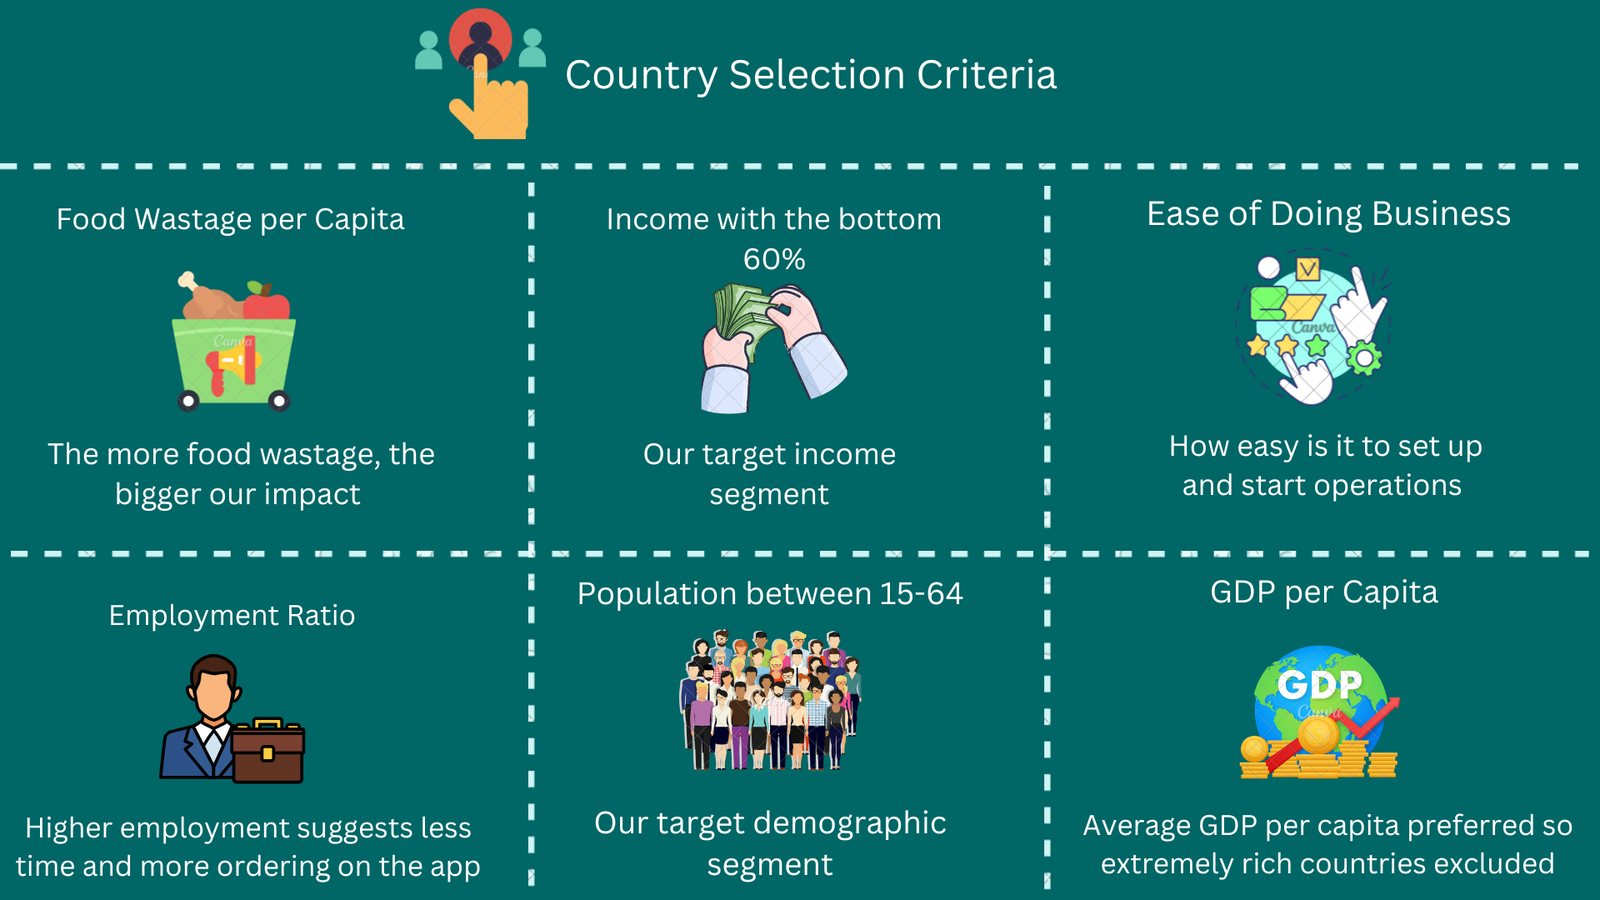 Country Selection Criteria
Food Wastage per Capita
Canva
The more food wastage, the
bigger our impact
Income with the bottom
60%
Our target income
segment
Ease of Doing Business
Canva
How easy is it to set up
and start operations
Employment Ratio
Higher employment suggests less
time and more ordering on the app
Population between 15-64
Our target demographic
segment
GDP per Capita
GDP
Canva
Average GDP per capita preferred so
extremely rich countries excluded